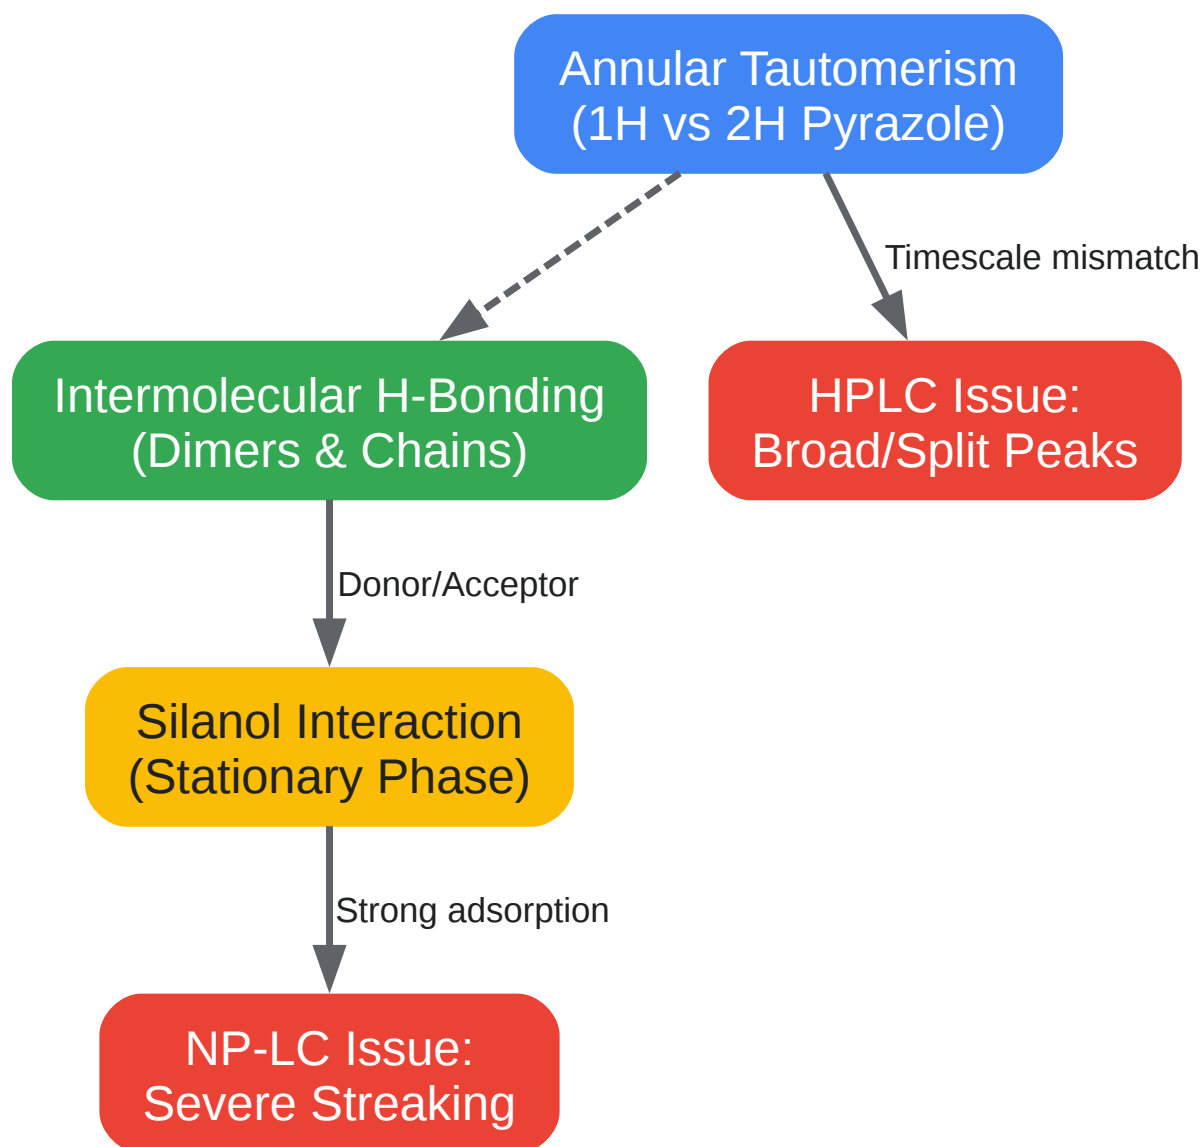 Annular Tautomerism
(1H vs 2H Pyrazole)
Timescale mismatch
Intermolecular H-Bonding
(Dimers & Chains)
HPLC Issue:
Broad/Split Peaks
Donor/Acceptor
Silanol Interaction
(Stationary Phase)
Strong adsorption
NP-LC Issue:
Severe Streaking